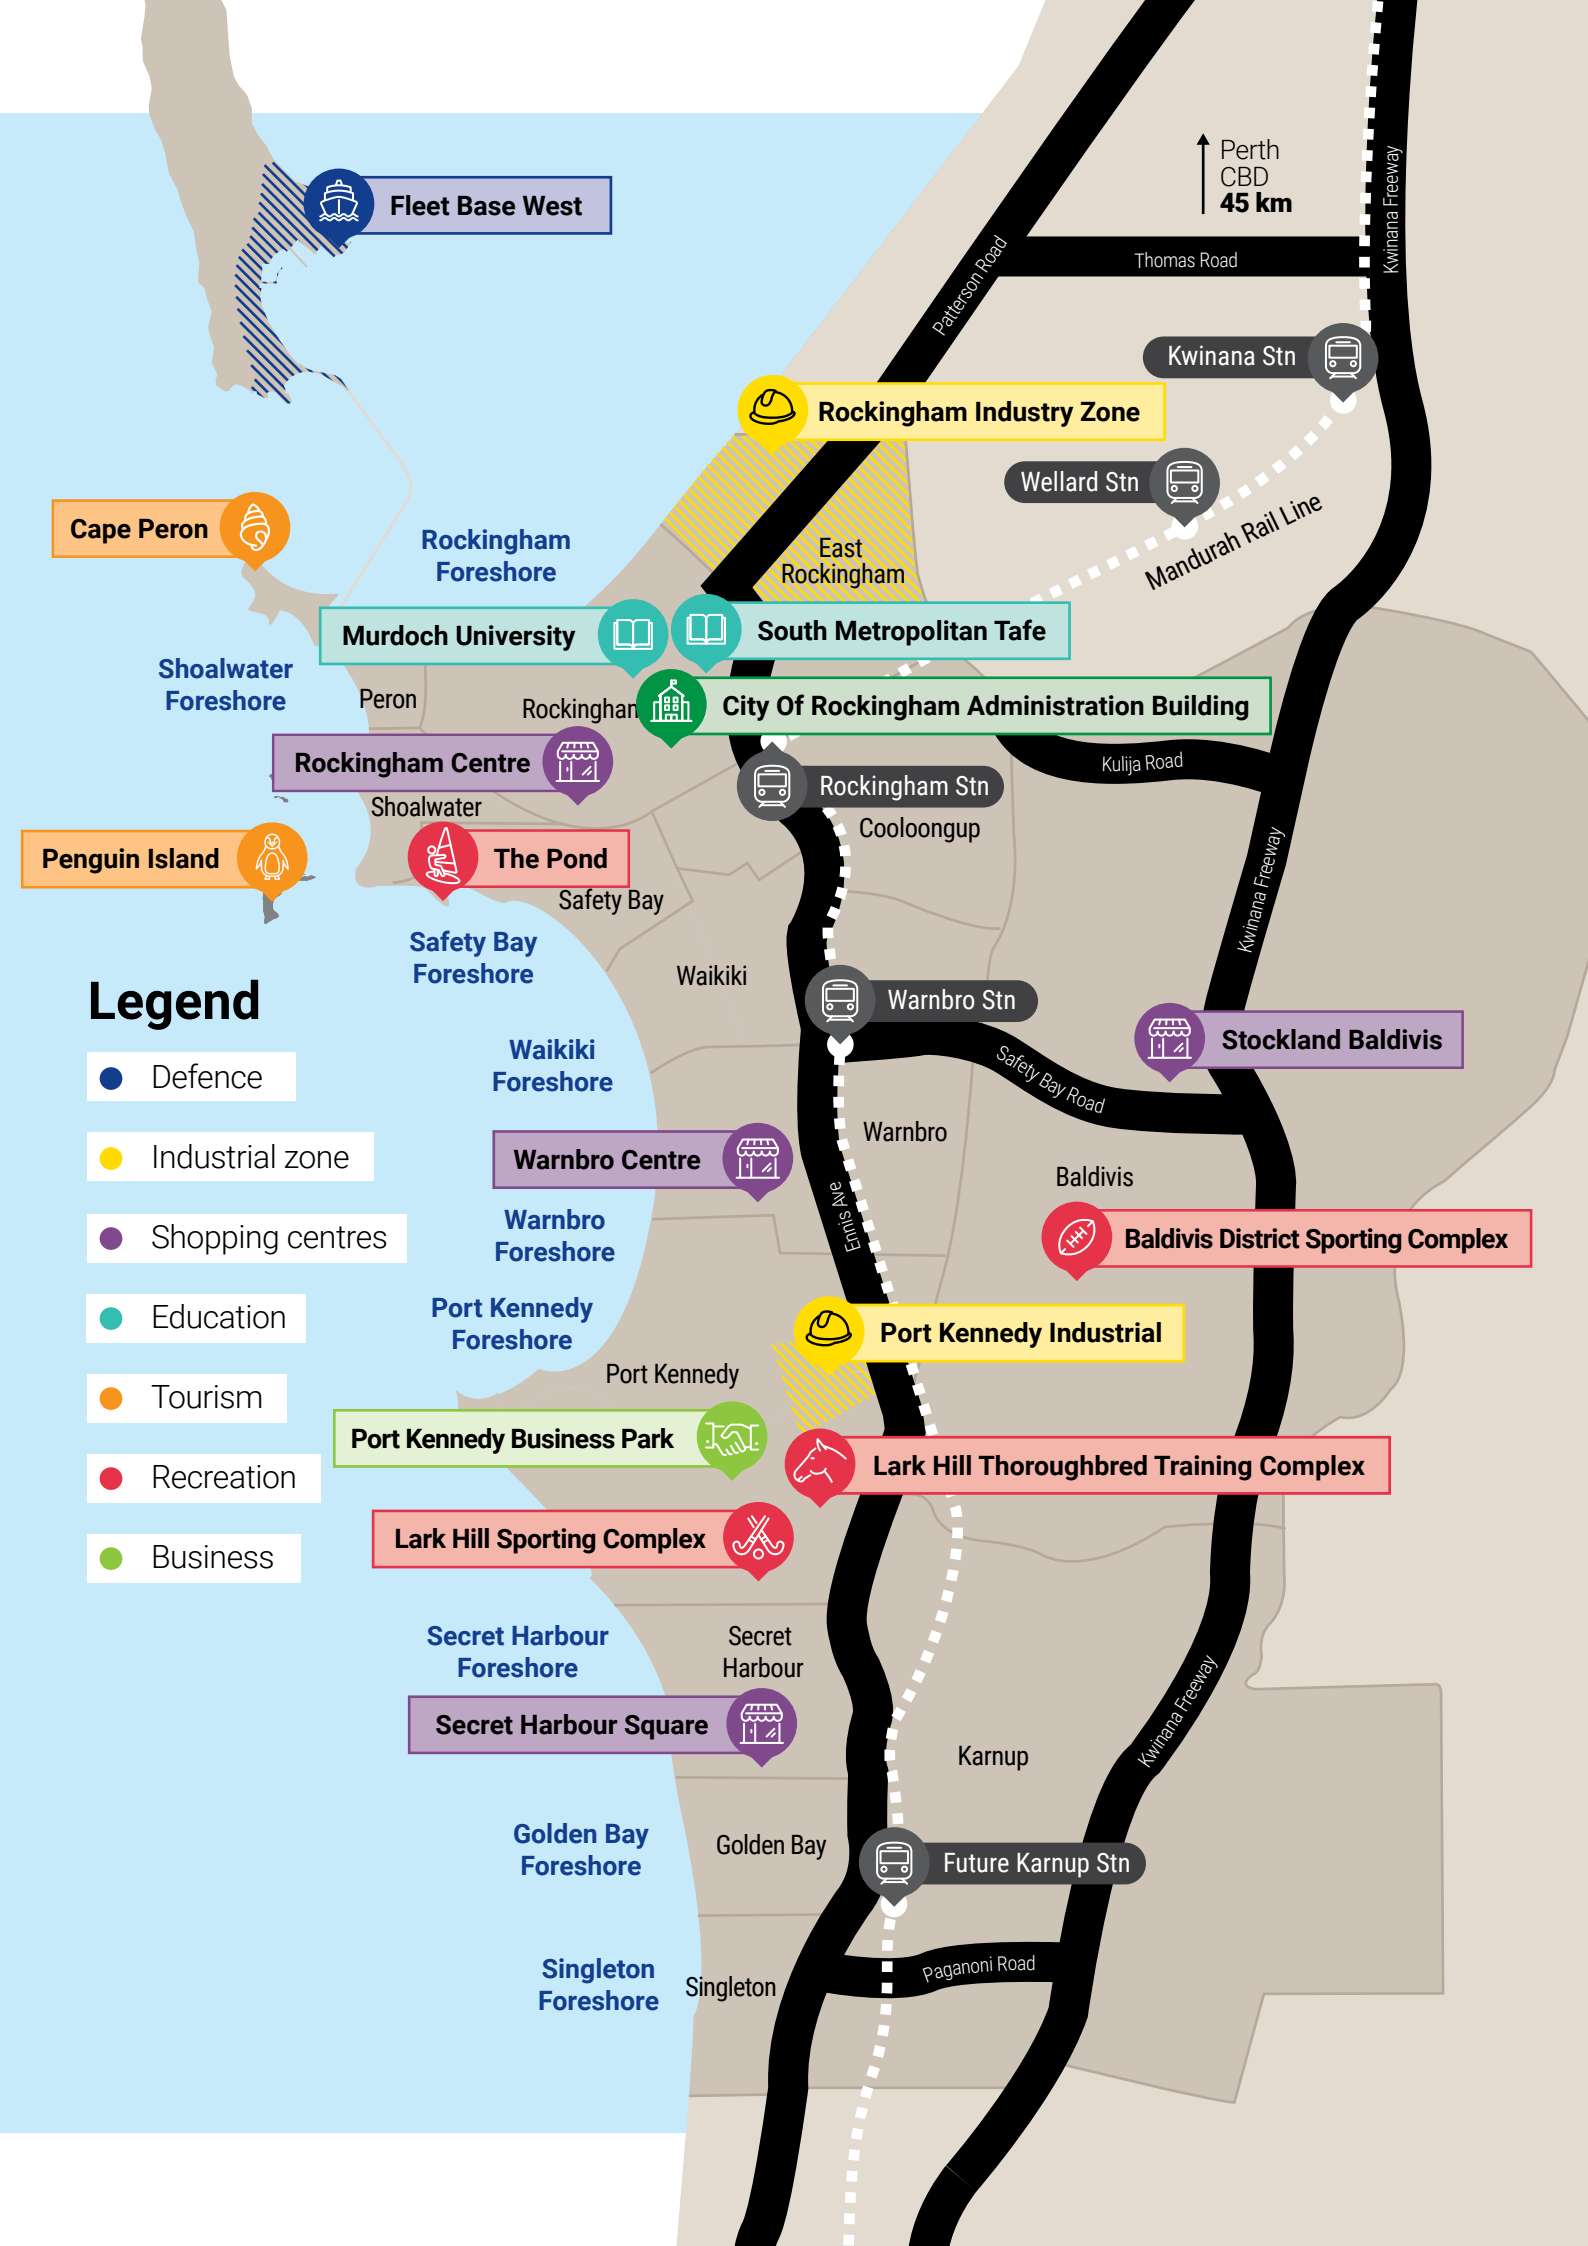 Perth
CBD
45 km
Kwinana Freeway
Fleet Base West
Thomas Road
Patterson Road
Kwinana Stn
Rockingham Industry Zone
Wellard Stn
Mandurah Rail Line
Cape Peron
Rockingham
Foreshore
East
Rockingham
Murdoch University
South Metropolitan Tafe
Shoalwater
Foreshore
Peron
Rockingham
City Of Rockingham Administration Building
Rockingham Centre
Kulija Road
Rockingham Stn
Shoalwater
Cooloongup
Penguin Island
The Pond
Safety Bay
Kwinana Freeway
Safety Bay
Foreshore
Waikiki
Legend
Warnbro Stn
Stockland Baldivis
Waikiki
Foreshore
Safety Bay Road
Defence
Warnbro
Industrial zone
Warnbro Centre
Baldivis
Ennis Ave
Warnbro
Foreshore
Shopping centres
Baldivis District Sporting Complex
Port Kennedy
Foreshore
Education
Port Kennedy Industrial
Port Kennedy
Tourism
Port Kennedy Business Park
Recreation
Lark Hill Thoroughbred Training Complex
Lark Hill Sporting Complex
Business
Secret Harbour
Foreshore
Secret
Harbour
Kwinana Freeway
Secret Harbour Square
Karnup
Golden Bay
Foreshore
Golden Bay
Future Karnup Stn
Singleton
Foreshore
Singleton
Paganoni Road